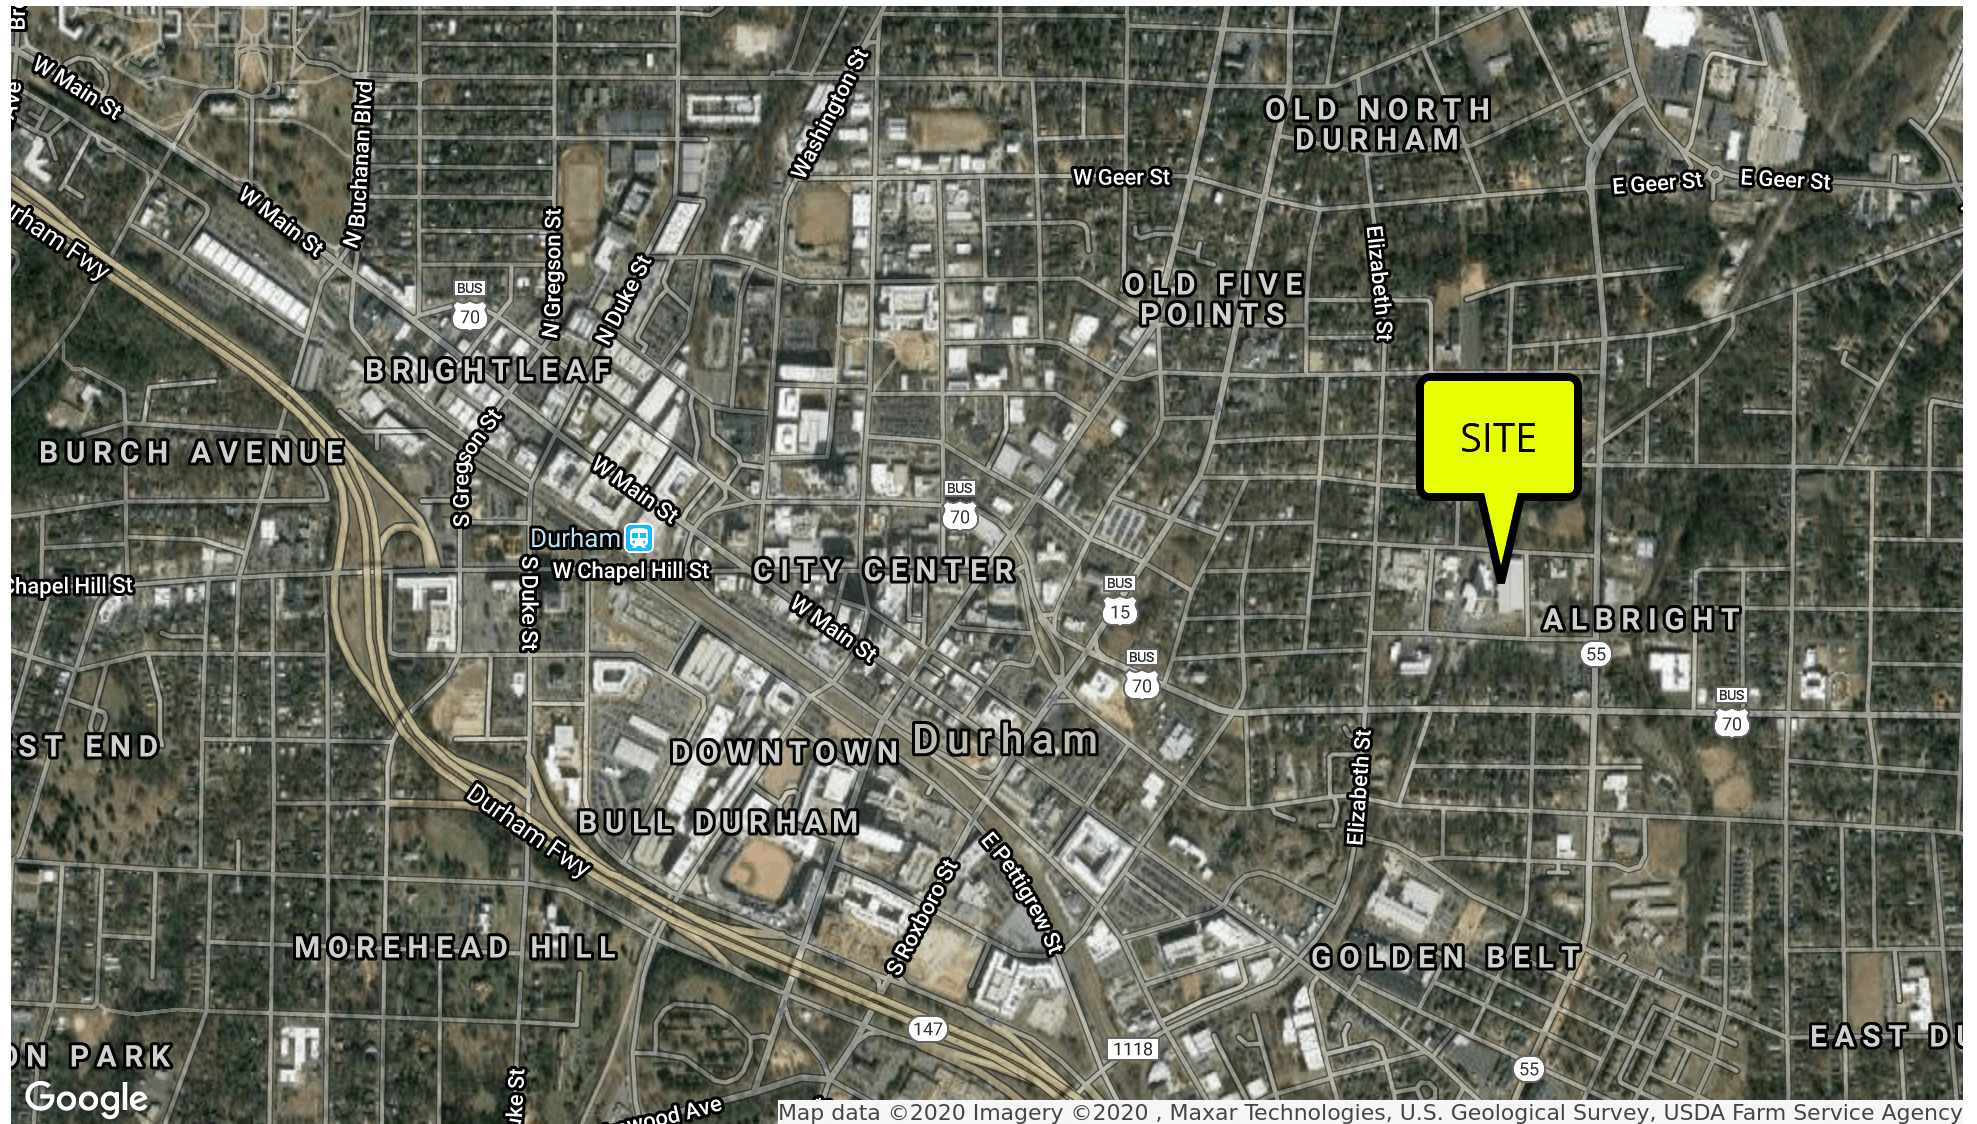 W Main St
N Buchanan Blvd
Washington St
OLD NORTH
DURHAM
W Geer St
E Geer St
E Geer St
W Main St
N Gregson St
N Duke St
Elizabeth St
Durham Fwy
BUS
70
OLD FIVE
POINTS
BRIGHTLEAF
BURCH AVENUE
S Gregson St
SITE
W Main St
BUS
70
Durham
W Chapel Hill St
CITY CENTER
Chapel Hill St
S Duke St
W Main St
BUS
15
ALBRIGHT
55
BUS
70
BUS
70
ST END
DOWNTOWN
Durham
Elizabeth St
Durham Fwy
BULL DURHAM
S Roxboro St
E Pettigrew St
MOREHEAD HILL
GOLDEN BELT
147
1118
EAST DU
ON PARK
55
uke St
wood Ave
Google
Map data ©2020 Imagery ©2020 , Maxar Technologies, U.S. Geological Survey, USDA Farm Service Agency